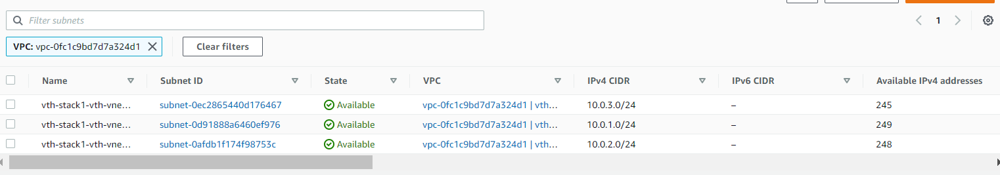 Filter subnets
1
VPC: vpc-0fc1c9bd7d7a324d1
Clear filters
Name Subnet ID State VPC IPv4 CIDR IPv6 CIDR Available IPv4 addresses
vth-stack1-vth-vne... subnet-0ec2865440d176467 Available vpc-0fc1c9bd7d7a324d1 | vth... 10.0.3.0/24 – 245
vth-stack1-vth-vne... subnet-0d91888a6460ef976 Available vpc-0fc1c9bd7d7a324d1 | vth... 10.0.1.0/24 – 249
vth-stack1-vth-vne... subnet-0afdb1f174f98753c Available vpc-0fc1c9bd7d7a324d1 | vth... 10.0.2.0/24 – 248